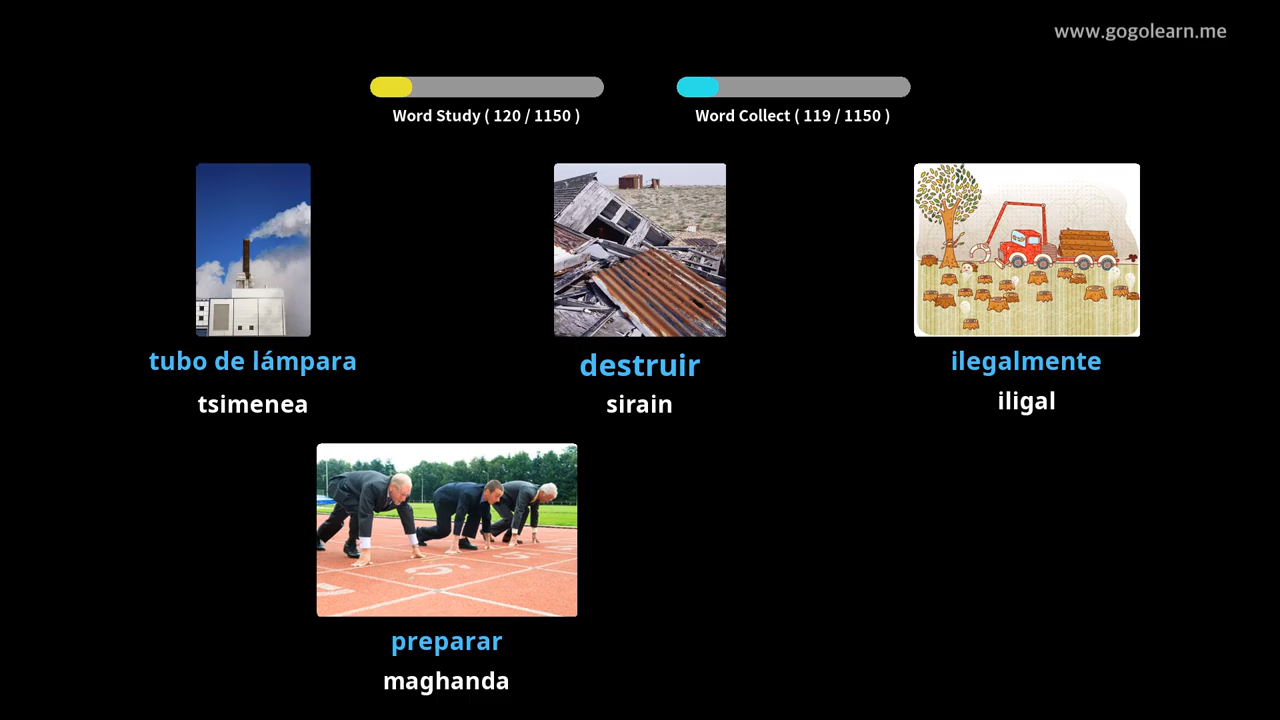 www.gogolearn.me
Word Study ( 120 / 1150 )
Word Collect ( 119 / 1150 )
tubo de lámpara
tsimenea
destruir
sirain
ilegalmente
iligal
preparar
maghanda